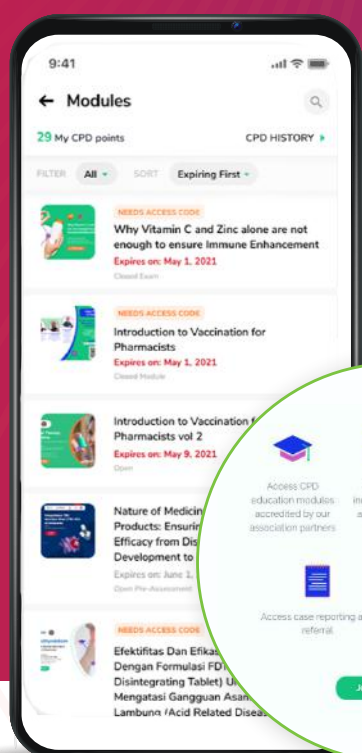 9:41
Modules
29 My CPD points
CPD HISTORY
FILTER All SORT Expiring First
NEEDS ACCESS CODE
Why Vitamin C and Zinc alone are not
enough to ensure Immune Enhancement
Expires on: May 1, 2021
Closed Exam
NEEDS ACCESS CODE
Introduction to Vaccination for
Pharmacists
Expires on: May 1, 2021
Closed Module
Introduction to Vaccination
Pharmacists vol 2
Expires on: May 9, 2021
Open
Nature of Medicin
Products: Ensurin
Efficacy from Dis
Development to
Expires on: June 1,
Open Pre-Assessment
NEEDS ACCESS CODE
Efektifitas Dan Efikas
Dengan Formulasi FDT
Disintegrating Tablet) U
Mengatasi Gangguan Asam
Lambung (Acid Related Diseas
Access CPD
education modules
accredited by our
association partners
Access case reporting a
referral